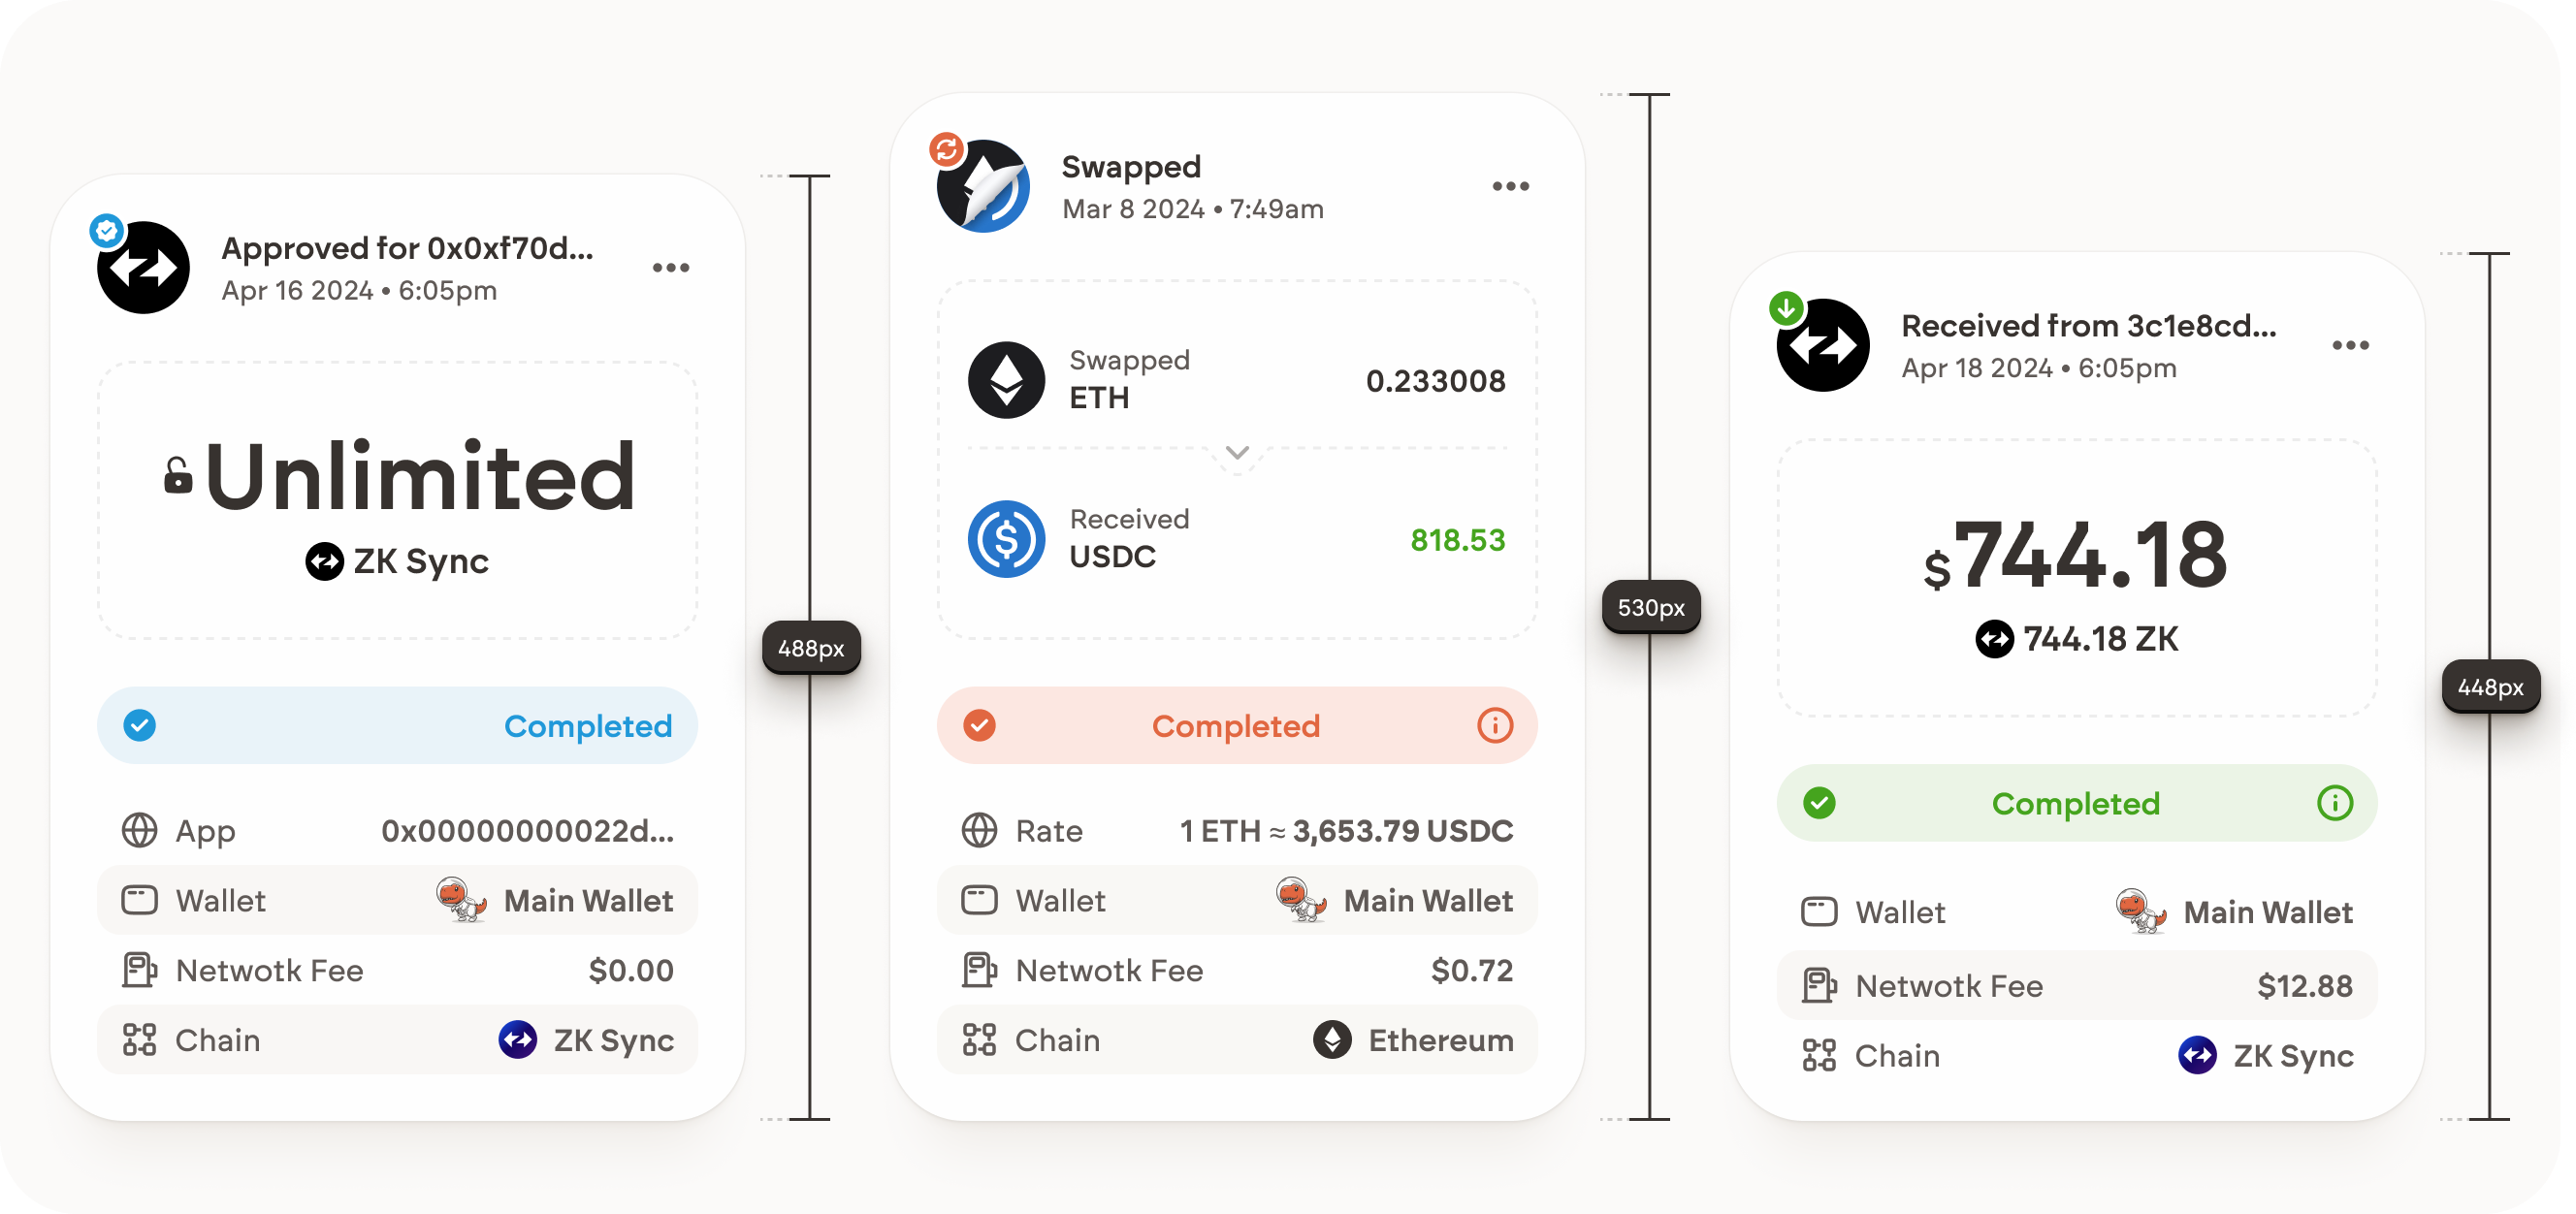 Approved for 0x0xf70d...
Apr 16 2024 • 6:05pm
Unlimited
ZK Sync
Completed
App 0x00000000022d...
Wallet Main Wallet
Netwotk Fee $0.00
Chain ZK Sync
488px
Swapped
Mar 8 2024 • 7:49am
Swapped
ETH
0.233008
Received
USDC
818.53
Completed
Rate 1 ETH ≈ 3,653.79 USDC
Wallet Main Wallet
Netwotk Fee $0.72
Chain Ethereum
530px
Received from 3c1e8cd...
Apr 18 2024 • 6:05pm
$744.18
744.18 ZK
Completed
Wallet Main Wallet
Netwotk Fee $12.88
Chain ZK Sync
448px